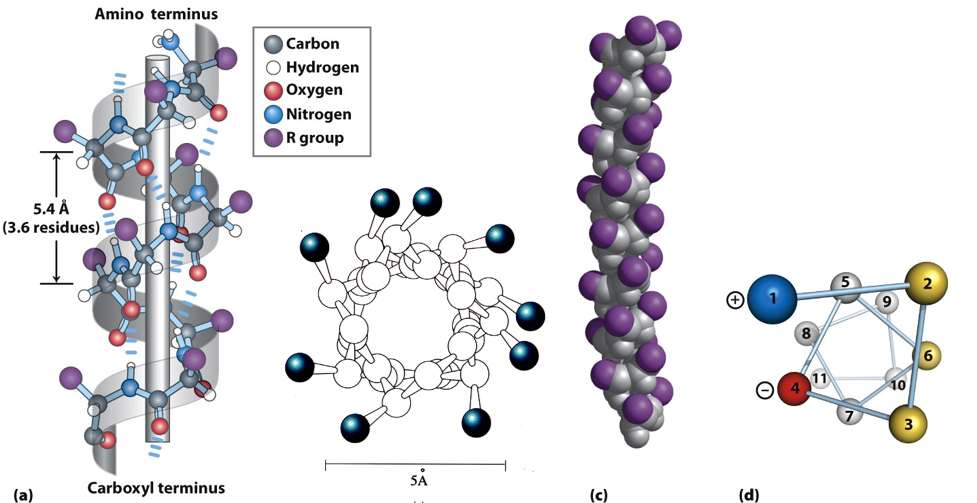 Amino terminus
Carbon
Hydrogen
Oxygen
Nitrogen
R group
5.4 Å
(3.6 residues)
Carboxyl terminus
(a)
5Å
(c)
+
1
2
3
−
4
5
6
7
8
9
10
11
(d)